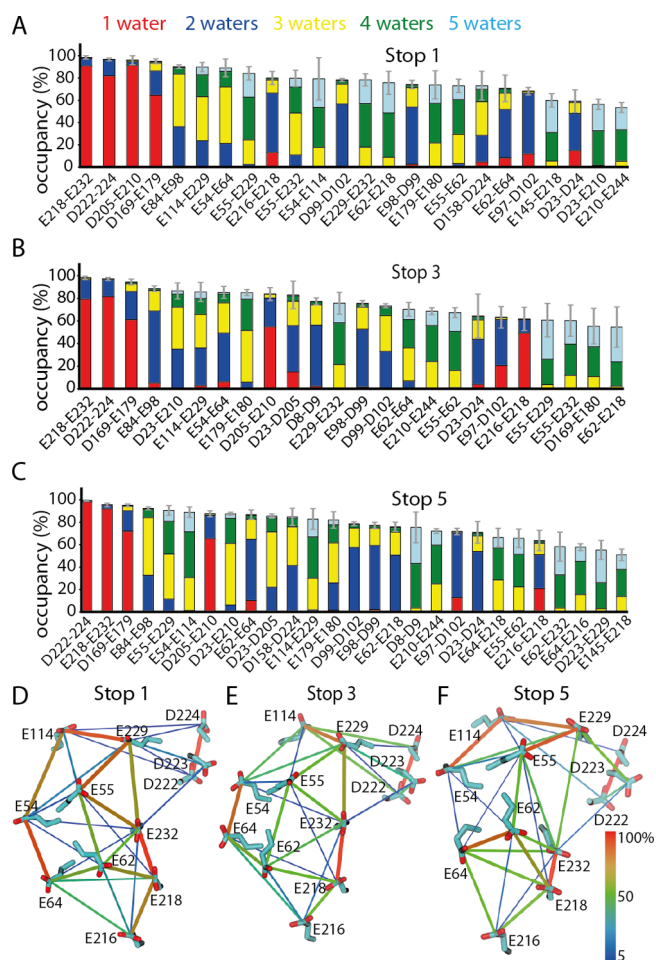 A 1 water 2 waters 3 waters 4 waters 5 waters
Stop 1
occupancy (%)
100
80
60
40
20
0
E218-E232 D222-224 D205-E210 D169-E179 E84-E98 E114-E229 E54-E64 E55-E229 E216-E218 E55-E232 E54-E114 D99-D102 E229-E232 E62-E218 E98-D99 E179-E180 E55-E62 D158-D224 E62-E64 E97-D102 E145-E218 D23-D24 D23-E210 E210-E244
B
Stop 3
occupancy (%)
100
80
60
40
20
0
E218-E232 D222-224 D169-E179 E84-E98 D23-E210 E114-E229 E54-E64 E179-E180 D205-E210 D23-D205 D8-D9 E229-E232 E98-D99 D99-D102 E62-E64 E210-E244 E55-E62 D23-D24 E97-D102 E216-E218 E55-E229 E55-E232 D169-E180 E62-E218
C
Stop 5
occupancy (%)
100
80
60
40
20
0
D222-224 E218-E232 D169-E179 E84-E98 E55-E229 E54-E114 D205-E210 D23-E210 E62-E64 D23-D205 D158-D224 E114-E229 E179-E180 D99-D102 E98-D99 E62-E218 D8-D9 E210-E244 E97-D102 D23-D24 E64-E218 E55-E62 E216-E218 E62-E232 E64-E216 D223-E229 E145-E218
D Stop 1 E Stop 3 F Stop 5
E114 E229 D224 D223 D222 E55 E54 E232 E62 E64 E218 E216
E114 E229 D224 D223 D222 E55 E54 E64 E232 E62 E218 E216
E114 E229 D224 D223 E55 E54 D222 E62 E64 E232 E218 E216
100%
50
5